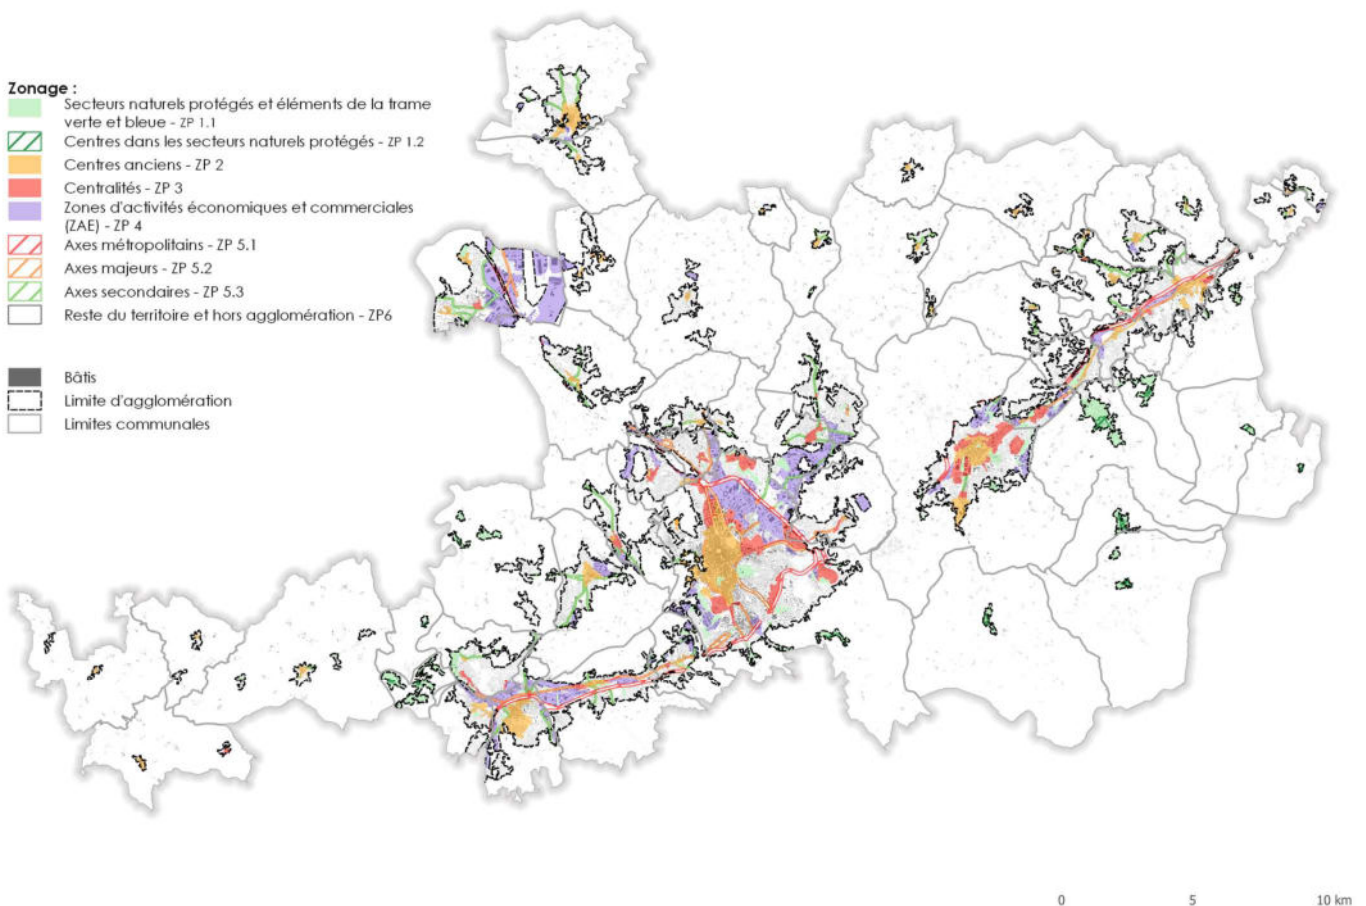 Zonage :
Secteurs naturels protégés et éléments de la trame
verte et bleue - ZP 1.1
Centres dans les secteurs naturels protégés - ZP 1.2
Centres anciens - ZP 2
Centralités - ZP 3
Zones d'activités économiques et commerciales
(ZAE) - ZP 4
Axes métropolitains - ZP 5.1
Axes majeurs - ZP 5.2
Axes secondaires - ZP 5.3
Reste du territoire et hors agglomération - ZP6
Bâtis
Limite d'agglomération
Limites communales
0 5 10 km